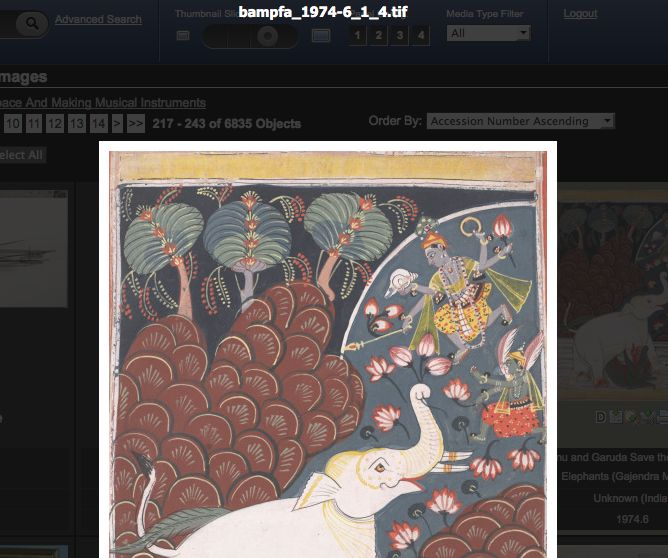 bampfa_1974-6_1_4.tif
Advanced Search
Thumbnail
1 2 3 4
Media Type Filter
All
Logout
mages
pace And Making Musical Instruments
10 11 12 13 14 > >> 217 - 243 of 6835 Objects
Order By: Accession Number Ascending
elect All
D
nu and Garuda Save the
Elephants (Gajendra M
Unknown (India
1974.6